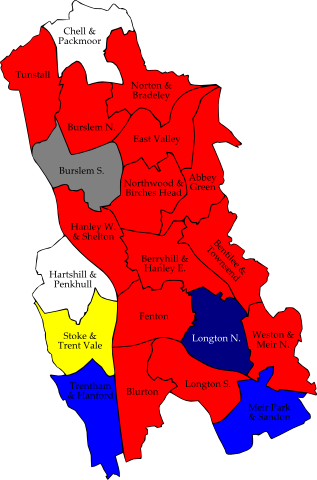 Chell &
Packmoor
Tunstall
Norton &
Bradeley
Burslem N.
East Valley
Burslem S.
Northwood &
Birches Head
Abbey
Green
Hanley W.
& Shelton
Bentilee &
Townsend
Berryhill &
Hanley E.
Hartshill &
Penkhull
Fenton
Stoke &
Trent Vale
Longton N.
Weston &
Meir N.
Trentham
& Hanford
Blurton
Longton S.
Meir Park
& Sandon